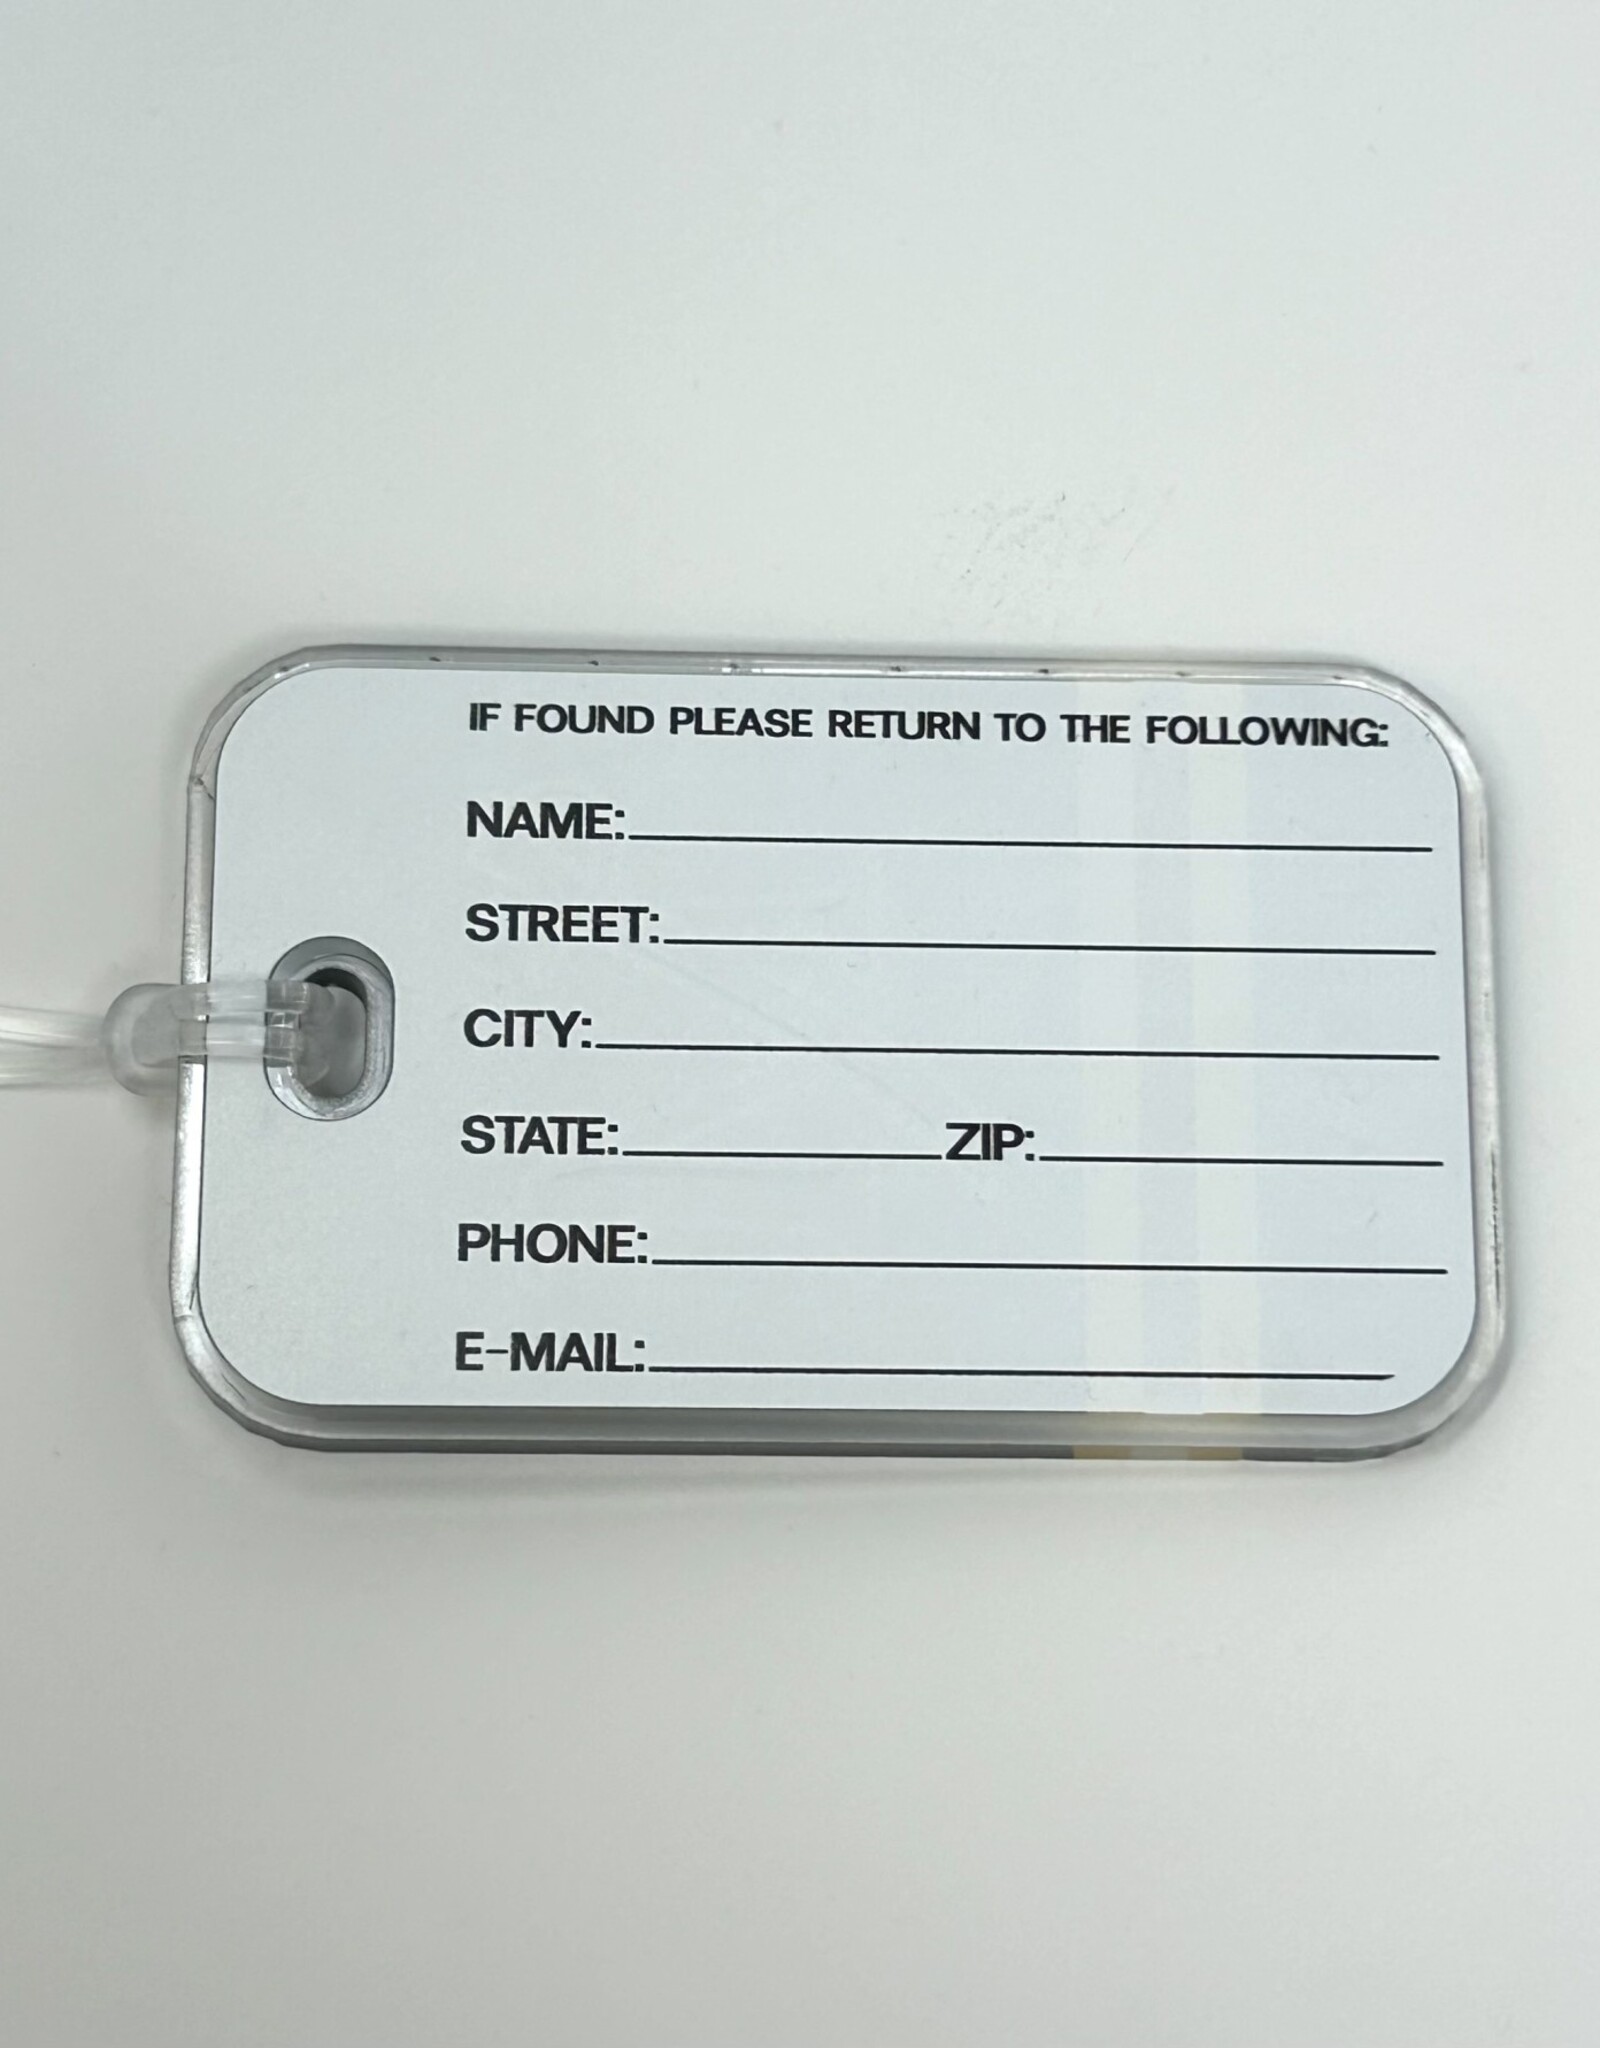 IF FOUND PLEASE RETURN TO THE FOLLOWING:
NAME:
STREET:
CITY:
STATE: ZIP:
PHONE:
E-MAIL: